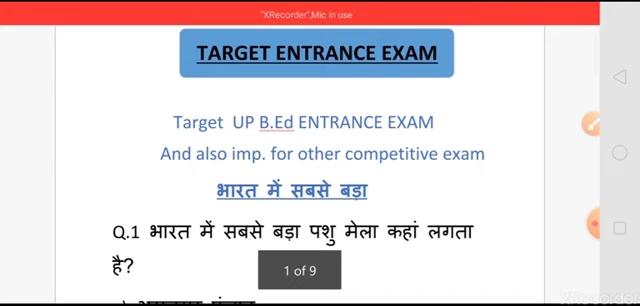 "XRecorder",Mic in use
TARGET ENTRANCE EXAM
Target UP B.Ed ENTRANCE EXAM
And also imp. for other competitive exam
भारत में सबसे बड़ा
Q.1 भारत में सबसे बड़ा पशु मेला कहां लगता
है?
1 of 9
XRecorder